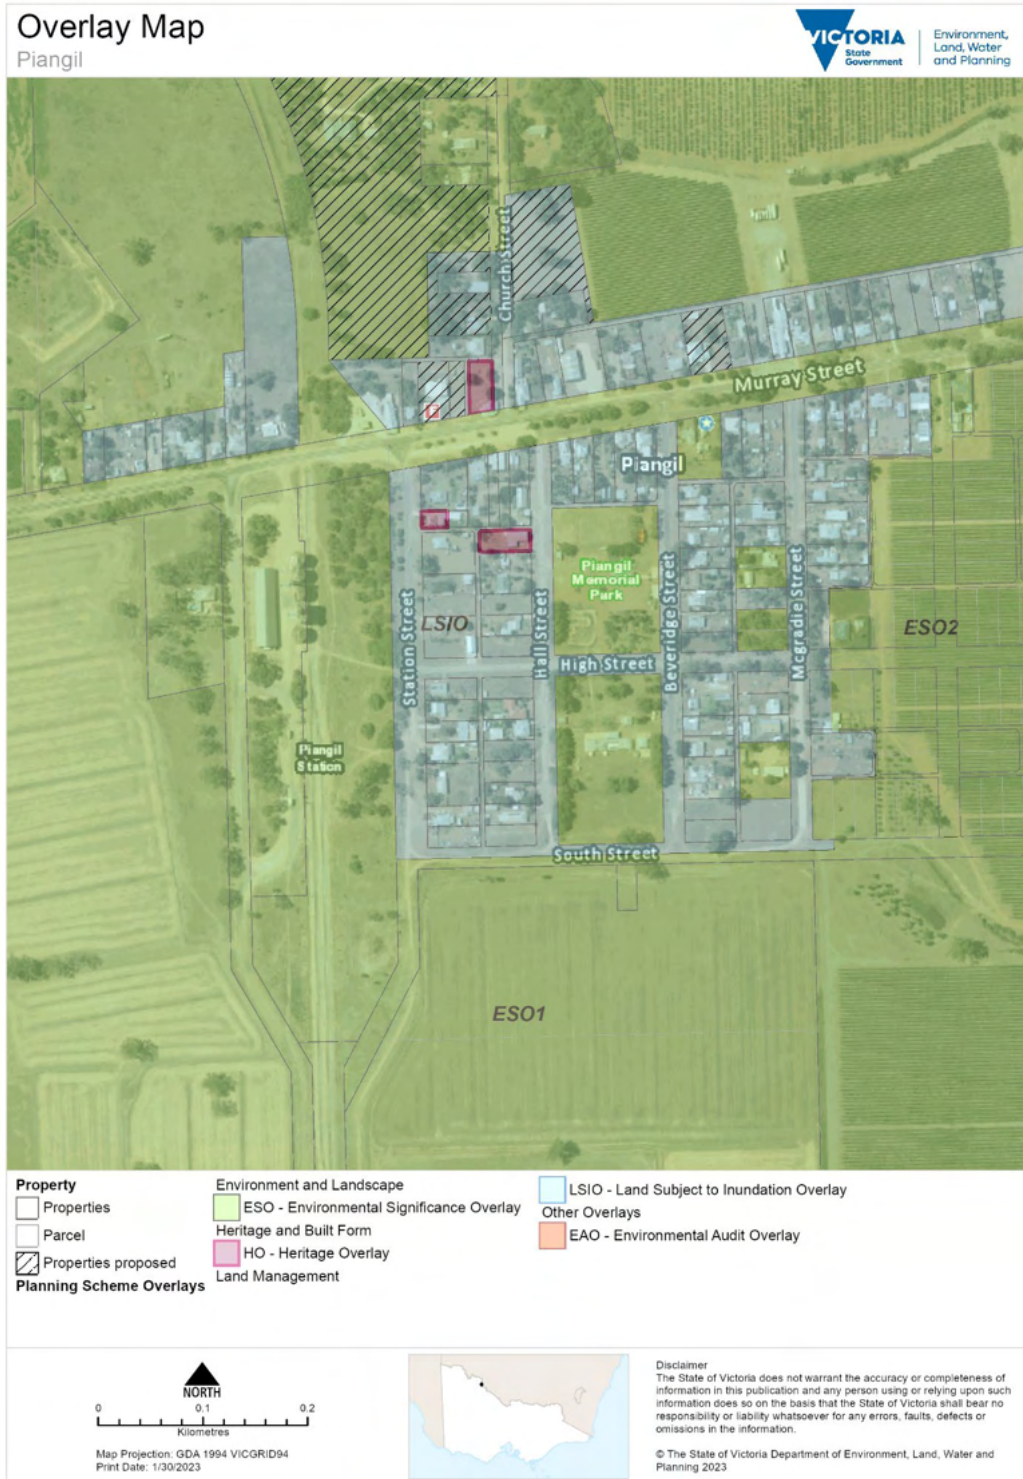 Overlay Map
Piangil
VICTORIA
State
Government
Environment,
Land, Water
and Planning
Church Street
Murray Street
Piangil
Piangil
Memorial
Park
Station Street
LSIO
Hall Street
High Street
Beveridge Street
Mcgradie Street
ESO2
Piangil
Station
South Street
ESO1
Property
Properties
Parcel
Properties proposed
Planning Scheme Overlays
Environment and Landscape
ESO - Environmental Significance Overlay
Heritage and Built Form
HO - Heritage Overlay
Land Management
LSIO - Land Subject to Inundation Overlay
Other Overlays
EAO - Environmental Audit Overlay
NORTH
0 0.1 0.2
Kilometres
Map Projection: GDA 1994 VICGRID94
Print Date: 1/30/2023
Disclaimer
The State of Victoria does not warrant the accuracy or completeness of
information in this publication and any person using or relying upon such
information does so on the basis that the State of Victoria shall bear no
responsibility or liability whatsoever for any errors, faults, defects or
omissions in the information.
© The State of Victoria Department of Environment, Land, Water and
Planning 2023